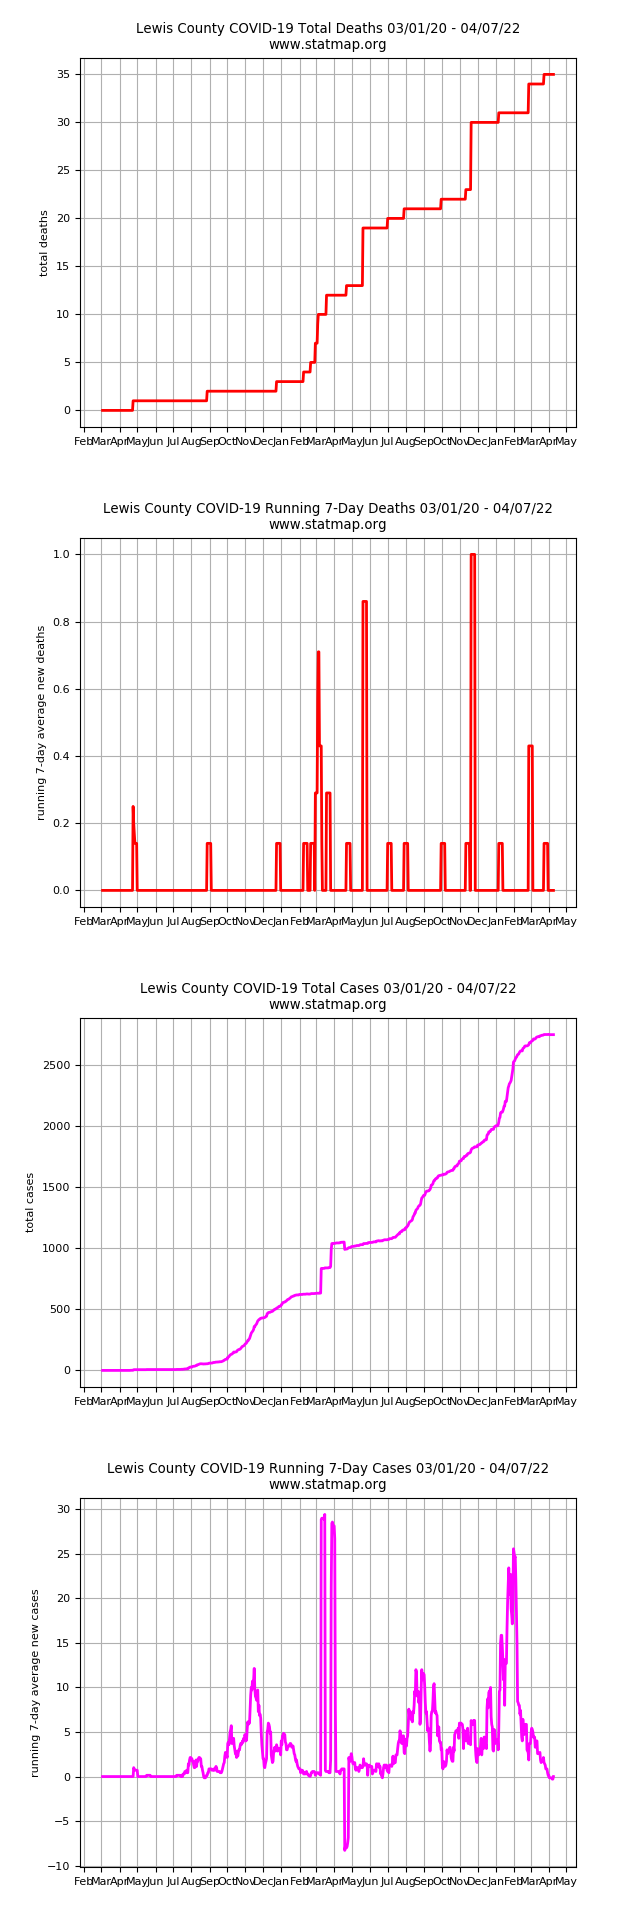 Lewis County COVID-19 Total Deaths 03/01/20 - 04/07/22
www.statmap.org
35
30
25
20
15
10
5
0
total deaths
Feb Mar Apr May Jun Jul Aug Sep Oct Nov Dec Jan Feb Mar Apr May Jun Jul Aug Sep Oct Nov Dec Jan Feb Mar Apr May
Lewis County COVID-19 Running 7-Day Deaths 03/01/20 - 04/07/22
www.statmap.org
1.0
0.8
0.6
0.4
0.2
0.0
running 7-day average new deaths
Feb Mar Apr May Jun Jul Aug Sep Oct Nov Dec Jan Feb Mar Apr May Jun Jul Aug Sep Oct Nov Dec Jan Feb Mar Apr May
Lewis County COVID-19 Total Cases 03/01/20 - 04/07/22
www.statmap.org
2500
2000
1500
1000
500
0
total cases
Feb Mar Apr May Jun Jul Aug Sep Oct Nov Dec Jan Feb Mar Apr May Jun Jul Aug Sep Oct Nov Dec Jan Feb Mar Apr May
Lewis County COVID-19 Running 7-Day Cases 03/01/20 - 04/07/22
www.statmap.org
30
25
20
15
10
5
0
−5
−10
running 7-day average new cases
Feb Mar Apr May Jun Jul Aug Sep Oct Nov Dec Jan Feb Mar Apr May Jun Jul Aug Sep Oct Nov Dec Jan Feb Mar Apr May